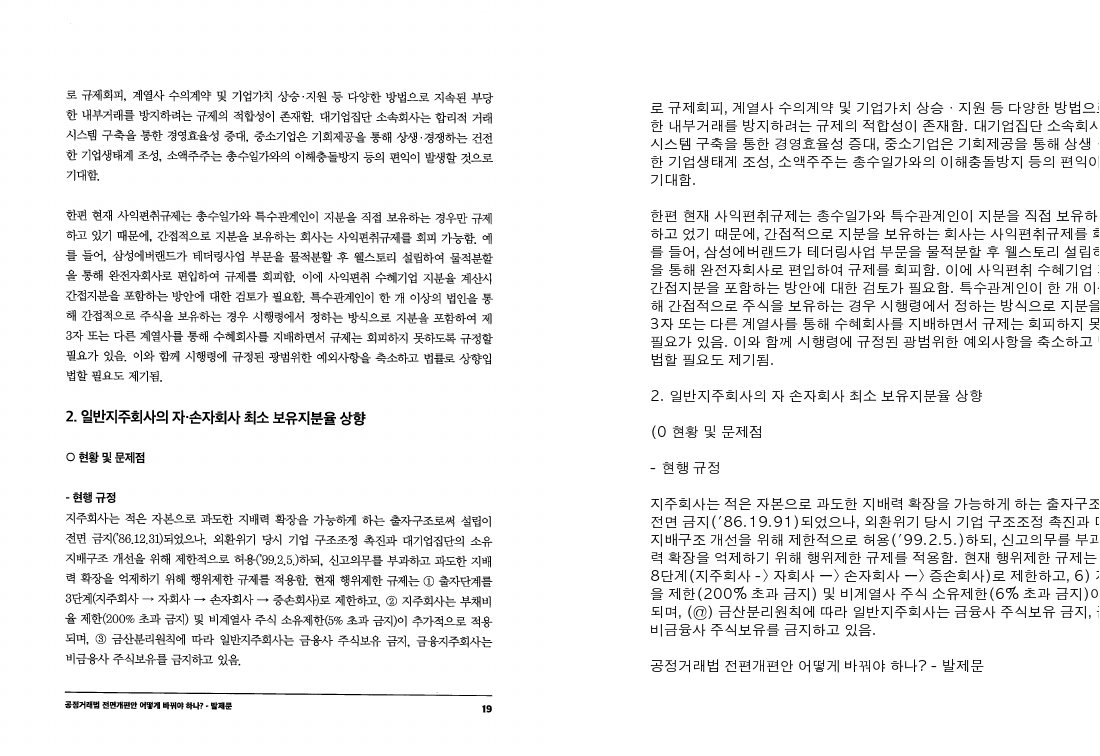 로 규제회피, 계열사 수의계약 및 기업가치 상승·지원 등 다양한 방법으로 지속된 부당
한 내부거래를 방지하려는 규제의 적합성이 존재함. 대기업집단 소속회사는 합리적 거래
시스템 구축을 통한 경영효율성 증대, 중소기업은 기회제공을 통해 상생·경쟁하는 건전
한 기업생태계 조성, 소액주주는 총수일가와의 이해충돌방지 등의 편익이 발생할 것으로
기대함.
한편 현재 사익편취규제는 총수일가와 특수관계인이 지분을 직접 보유하는 경우만 규제
하고 있기 때문에, 간접적으로 지분을 보유하는 회사는 사익편취규제를 회피 가능함. 예
를 들어, 삼성에버랜드가 테더링사업 부문을 물적분할 후 웰스토리 설립하여 물적분할
을 통해 완전자회사로 편입하여 규제를 회피함. 이에 사익편취 수혜기업 지분율 계산시
간접지분을 포함하는 방안에 대한 검토가 필요함. 특수관계인이 한 개 이상의 법인을 통
해 간접적으로 주식을 보유하는 경우 시행령에서 정하는 방식으로 지분을 포함하여 제
3자 또는 다른 계열사를 통해 수혜회사를 지배하면서 규제는 회피하지 못하도록 규정할
필요가 있음. 이와 함께 시행령에 규정된 광범위한 예외사항을 축소하고 법률로 상향입
법할 필요도 제기됨.
2. 일반지주회사의 자·손자회사 최소 보유지분율 상향
○ 현황 및 문제점
- 현행 규정
지주회사는 적은 자본으로 과도한 지배력 확장을 가능하게 하는 출자구조로써 설립이
전면 금지('86.12.31)되었으나, 외환위기 당시 기업 구조조정 촉진과 대기업집단의 소유
지배구조 개선을 위해 제한적으로 허용('99.2.5.)하되, 신고의무를 부과하고 과도한 지배
력 확장을 억제하기 위해 행위제한 규제를 적용함. 현재 행위제한 규제는 ① 출자단계를
3단계(지주회사 → 자회사 → 손자회사 → 증손회사)로 제한하고, ② 지주회사는 부채비
율 제한(200% 초과 금지) 및 비계열사 주식 소유제한(5% 초과 금지)이 추가적으로 적용
되며, ③ 금산분리원칙에 따라 일반지주회사는 금융사 주식보유 금지, 금융지주회사는
비금융사 주식보유를 금지하고 있음.
공정거래법 전면개편안 어떻게 바꿔야 하나? - 발제문 19
로 규제회피, 계열사 수의계약 및 기업가치 상승 · 지원 등 다양한 방법으로
한 내부거래를 방지하려는 규제의 적합성이 존재함. 대기업집단 소속회사
시스템 구축을 통한 경영효율성 증대, 중소기업은 기회제공을 통해 상생
한 기업생태계 조성, 소액주주는 총수일가와의 이해충돌방지 등의 편익이
기대함.
한편 현재 사익편취규제는 총수일가와 특수관계인이 지분을 직접 보유하
하고 었기 때문에, 간접적으로 지분을 보유하는 회사는 사익편취규제를 회
를 들어, 삼성에버랜드가 테더링사업 부문을 물적분할 후 웰스토리 설립하
을 통해 완전자회사로 편입하여 규제를 회피함. 이에 사익편취 수혜기업
간접지분을 포함하는 방안에 대한 검토가 필요함. 특수관계인이 한 개 이
해 간접적으로 주식을 보유하는 경우 시행령에서 정하는 방식으로 지분을
3자 또는 다른 계열사를 통해 수혜회사를 지배하면서 규제는 회피하지 못
필요가 있음. 이와 함께 시행령에 규정된 광범위한 예외사항을 축소하고
법할 필요도 제기됨.
2. 일반지주회사의 자 손자회사 최소 보유지분율 상향
(0 현황 및 문제점
- 현행 규정
지주회사는 적은 자본으로 과도한 지배력 확장을 가능하게 하는 출자구조
전면 금지('86.19.91)되었으나, 외환위기 당시 기업 구조조정 촉진과
지배구조 개선을 위해 제한적으로 허용('99.2.5.)하되, 신고의무를 부과
력 확장을 억제하기 위해 행위제한 규제를 적용함. 현재 행위제한 규제는
8단계(지주회사 -> 자회사 ㅡ> 손자회사 ㅡ> 증손회사)로 제한하고, 6)
을 제한(200% 초과 금지) 및 비계열사 주식 소유제한(6% 초과 금지)이
되며, (@) 금산분리원칙에 따라 일반지주회사는 금융사 주식보유 금지,
비금융사 주식보유를 금지하고 있음.
공정거래법 전편개편안 어떻게 바꿔야 하나? - 발제문